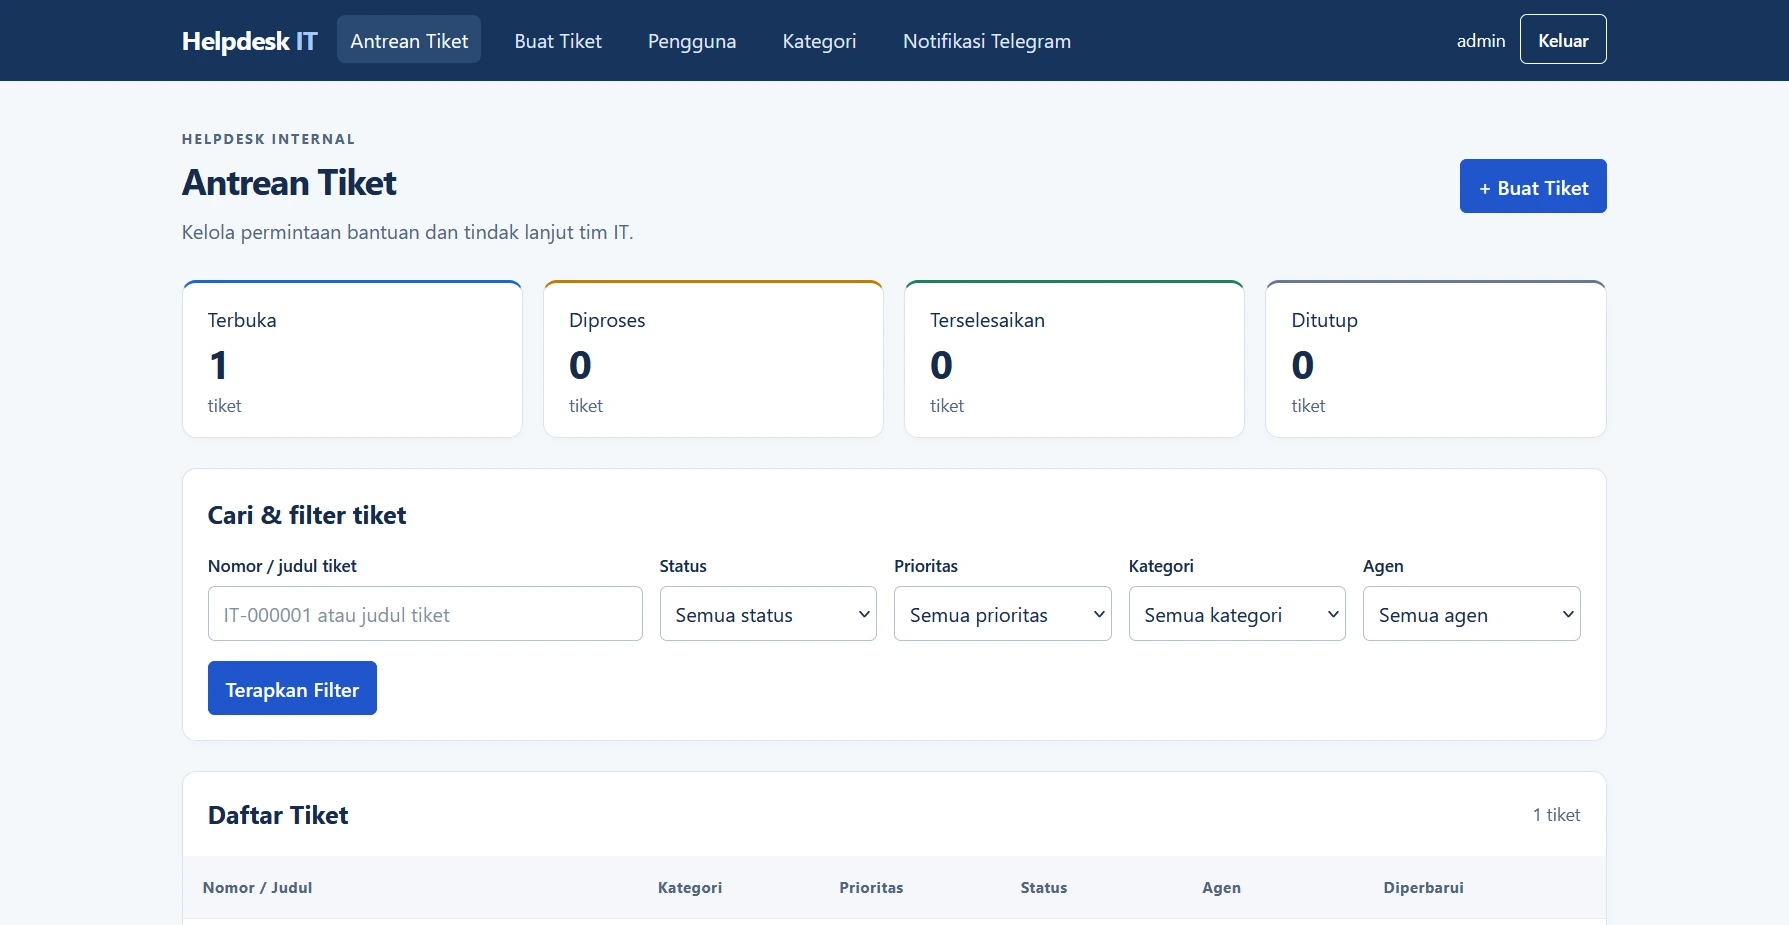 Helpdesk IT Antrean Tiket Buat Tiket Pengguna Kategori Notifikasi Telegram admin Keluar
HELPDESK INTERNAL
Antrean Tiket
+ Buat Tiket
Kelola permintaan bantuan dan tindak lanjut tim IT.
Terbuka
1
tiket
Diproses
0
tiket
Terselesaikan
0
tiket
Ditutup
0
tiket
Cari & filter tiket
Nomor / judul tiket Status Prioritas Kategori Agen
IT-000001 atau judul tiket Semua status Semua prioritas Semua kategori Semua agen
Terapkan Filter
Daftar Tiket 1 tiket
Nomor / Judul Kategori Prioritas Status Agen Diperbarui